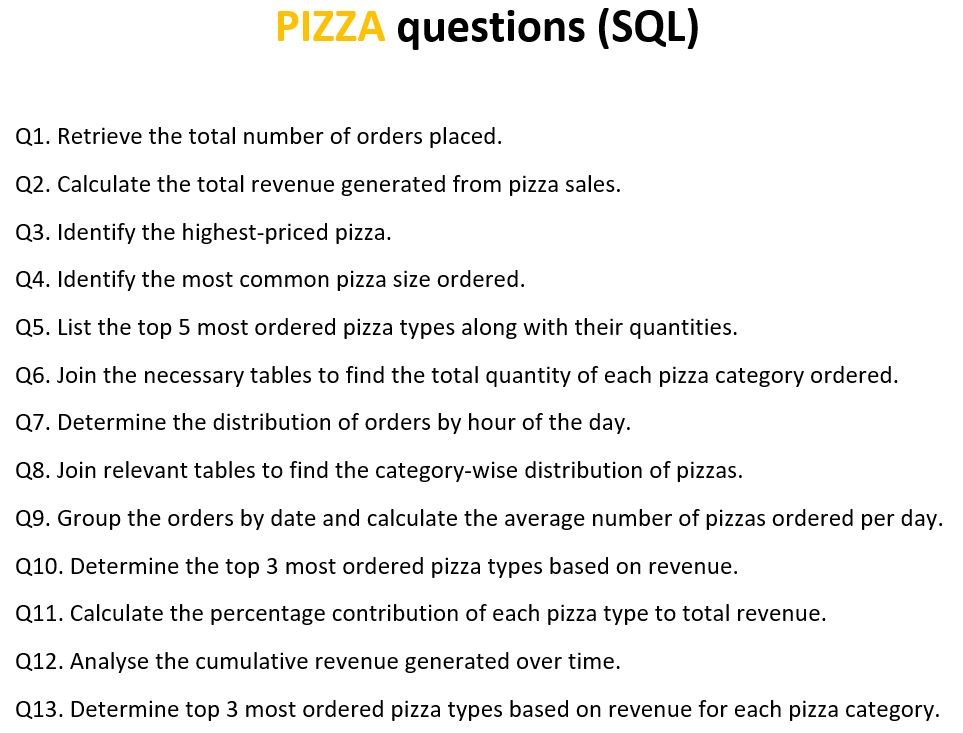 PIZZA questions (SQL)
Q1. Retrieve the total number of orders placed.
Q2. Calculate the total revenue generated from pizza sales.
Q3. Identify the highest-priced pizza.
Q4. Identify the most common pizza size ordered.
Q5. List the top 5 most ordered pizza types along with their quantities.
Q6. Join the necessary tables to find the total quantity of each pizza category ordered.
Q7. Determine the distribution of orders by hour of the day.
Q8. Join relevant tables to find the category-wise distribution of pizzas.
Q9. Group the orders by date and calculate the average number of pizzas ordered per day.
Q10. Determine the top 3 most ordered pizza types based on revenue.
Q11. Calculate the percentage contribution of each pizza type to total revenue.
Q12. Analyse the cumulative revenue generated over time.
Q13. Determine top 3 most ordered pizza types based on revenue for each pizza category.